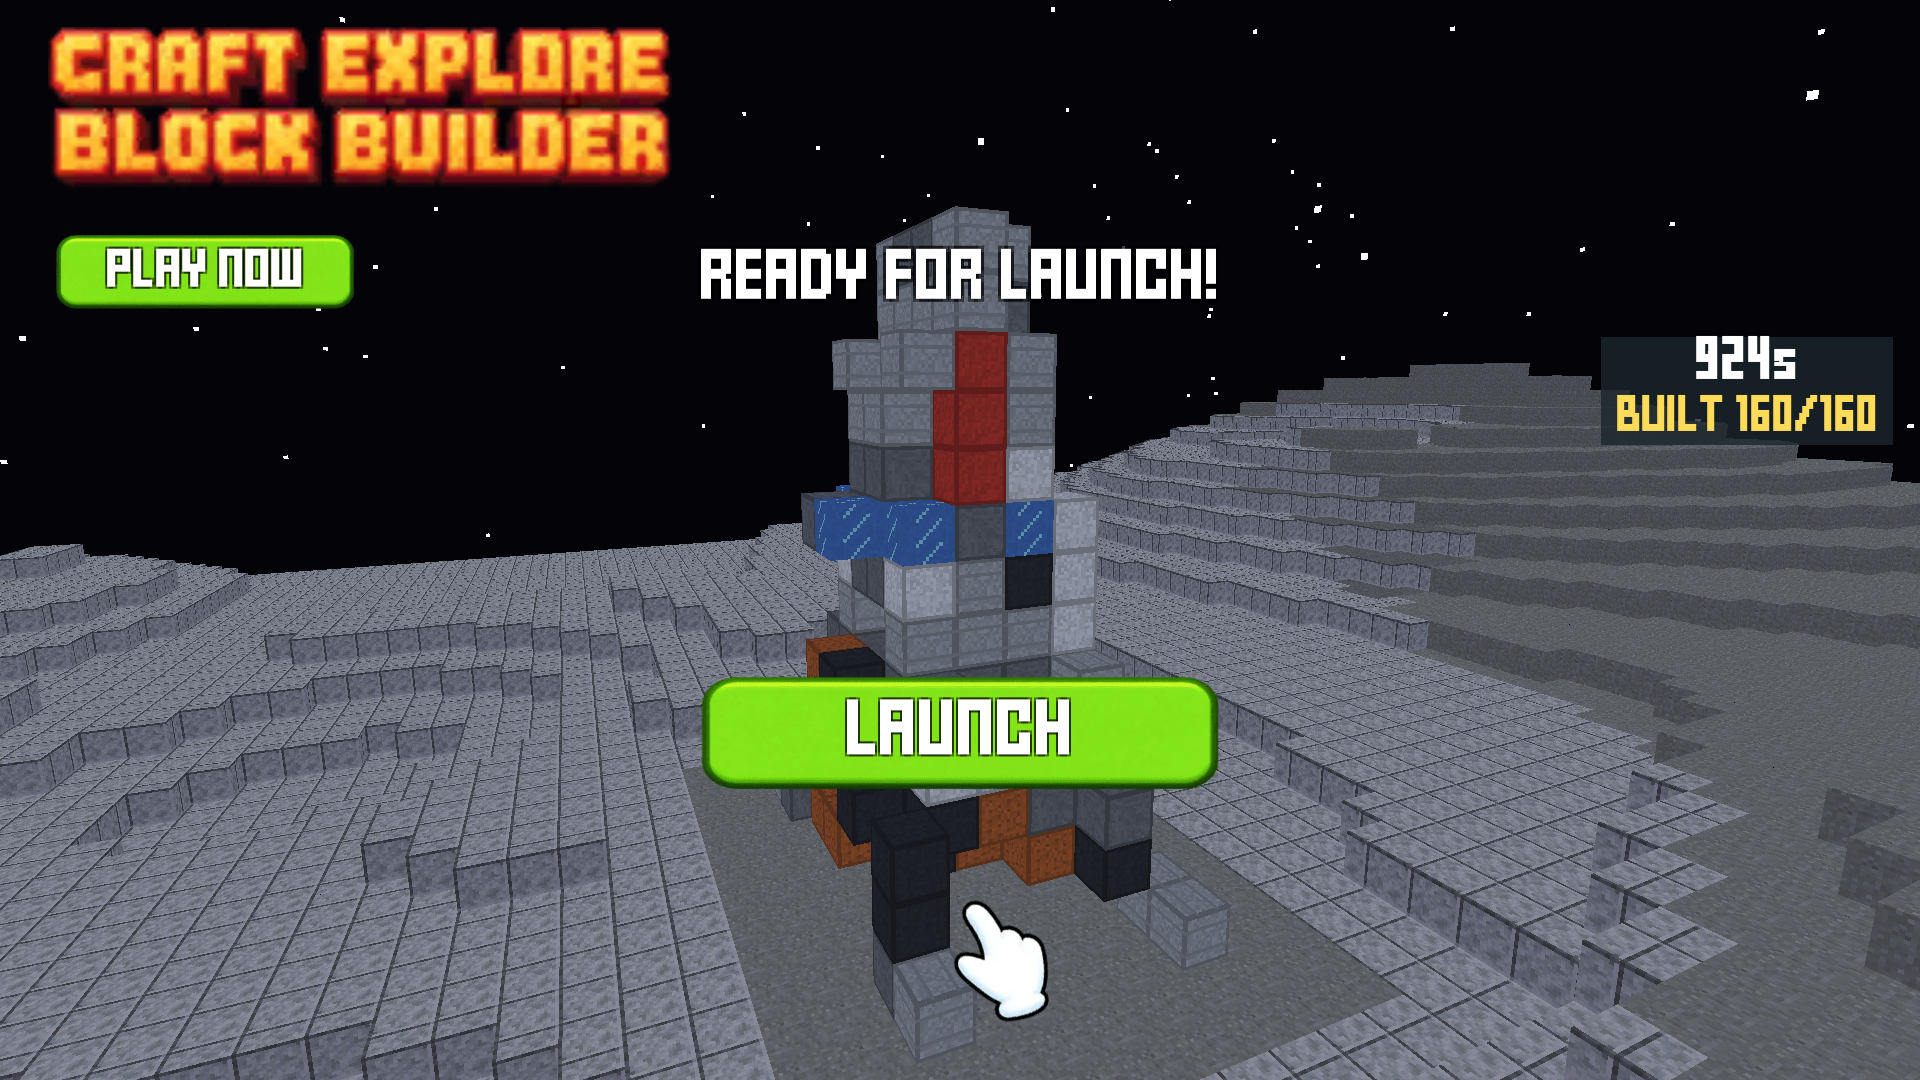 CRAFT EXPLORE
BLOCK BUILDER
PLAY NOW
READY FOR LAUNCH!
924s
BUILT 160/160
LAUNCH